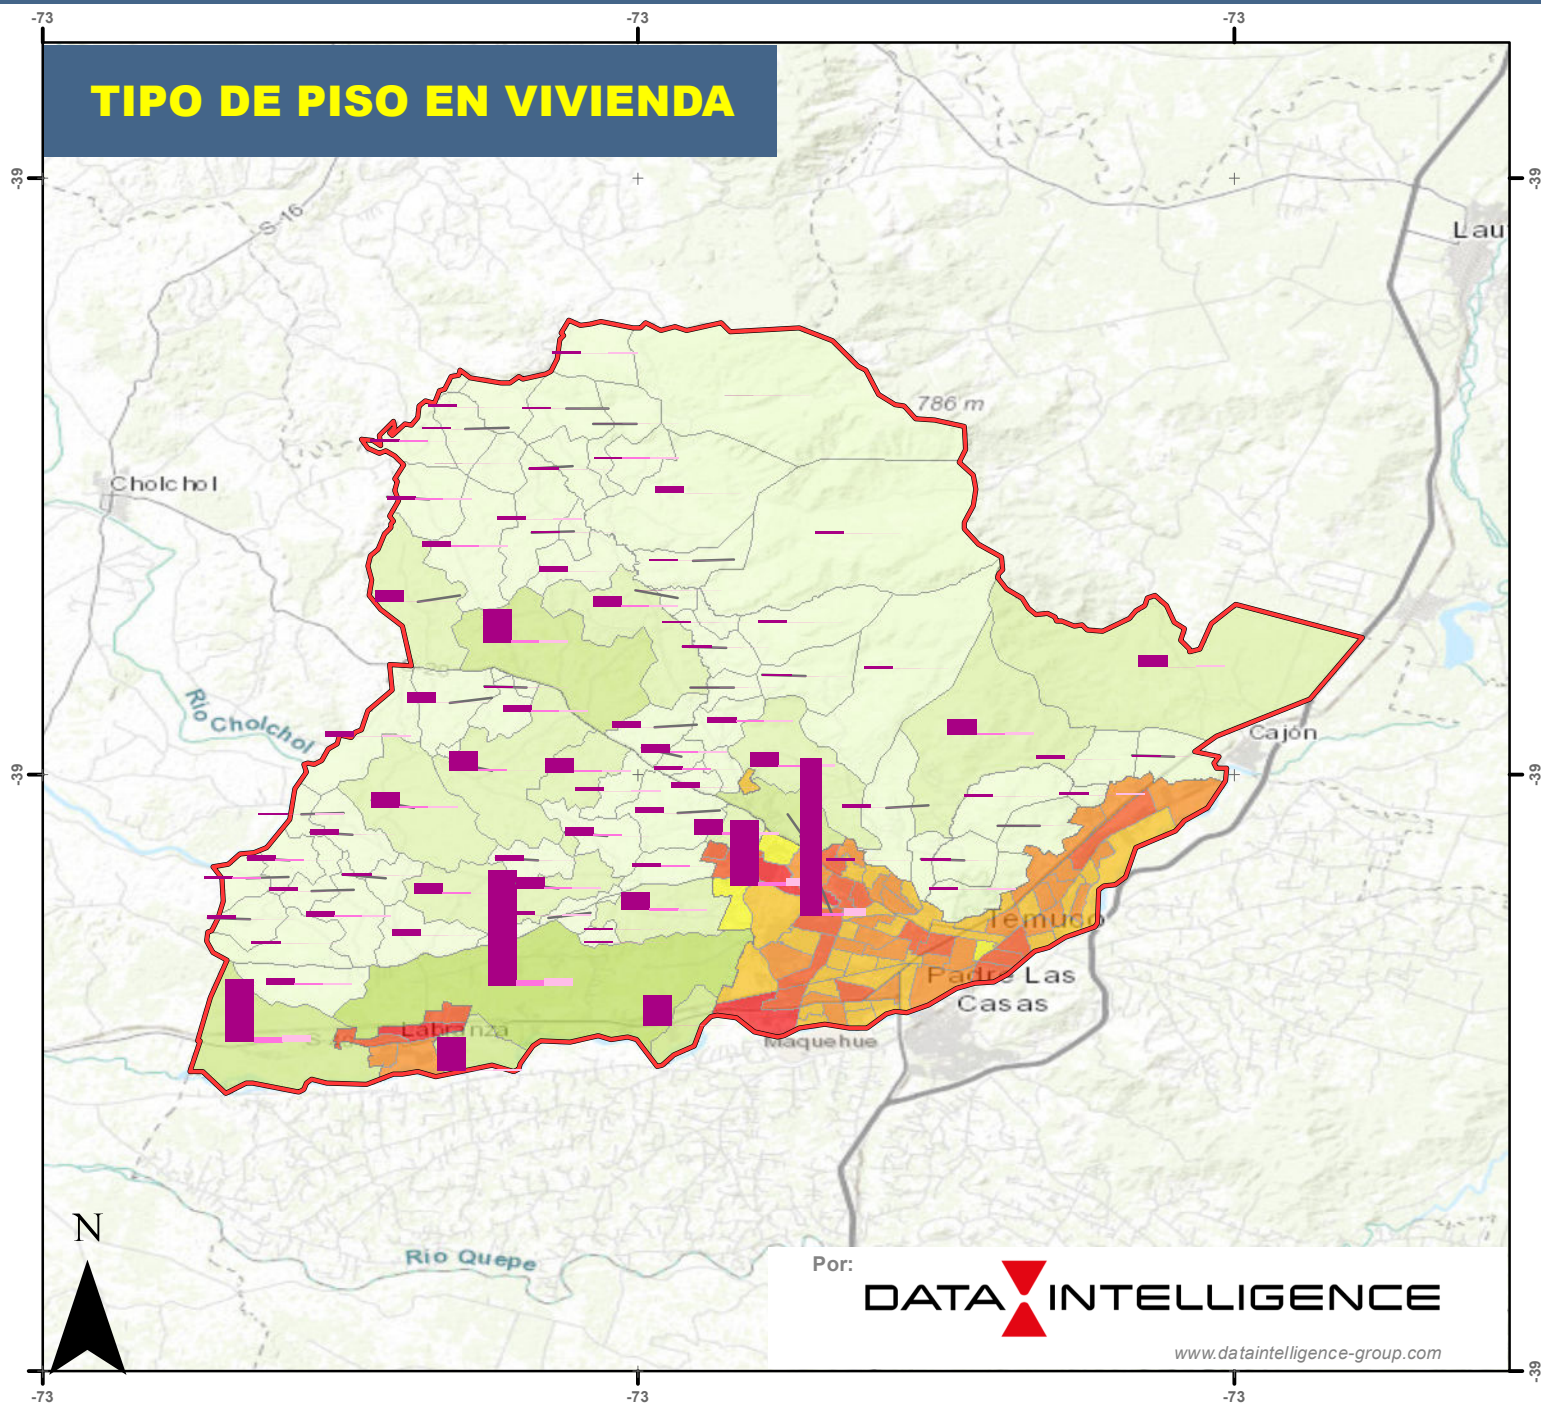 -73
-73
-73
TIPO DE PISO EN VIVIENDA
-39
-39
S-16
Lau
786 m
Cholchol
Río Cholchol
Cajón
-39
-39
Temuco
Padre Las
Casas
Labranza
Maquehue
N
Río Quepe
Por:
DATA INTELLIGENCE
www.dataintelligence-group.com
-39
-73
-73
-73